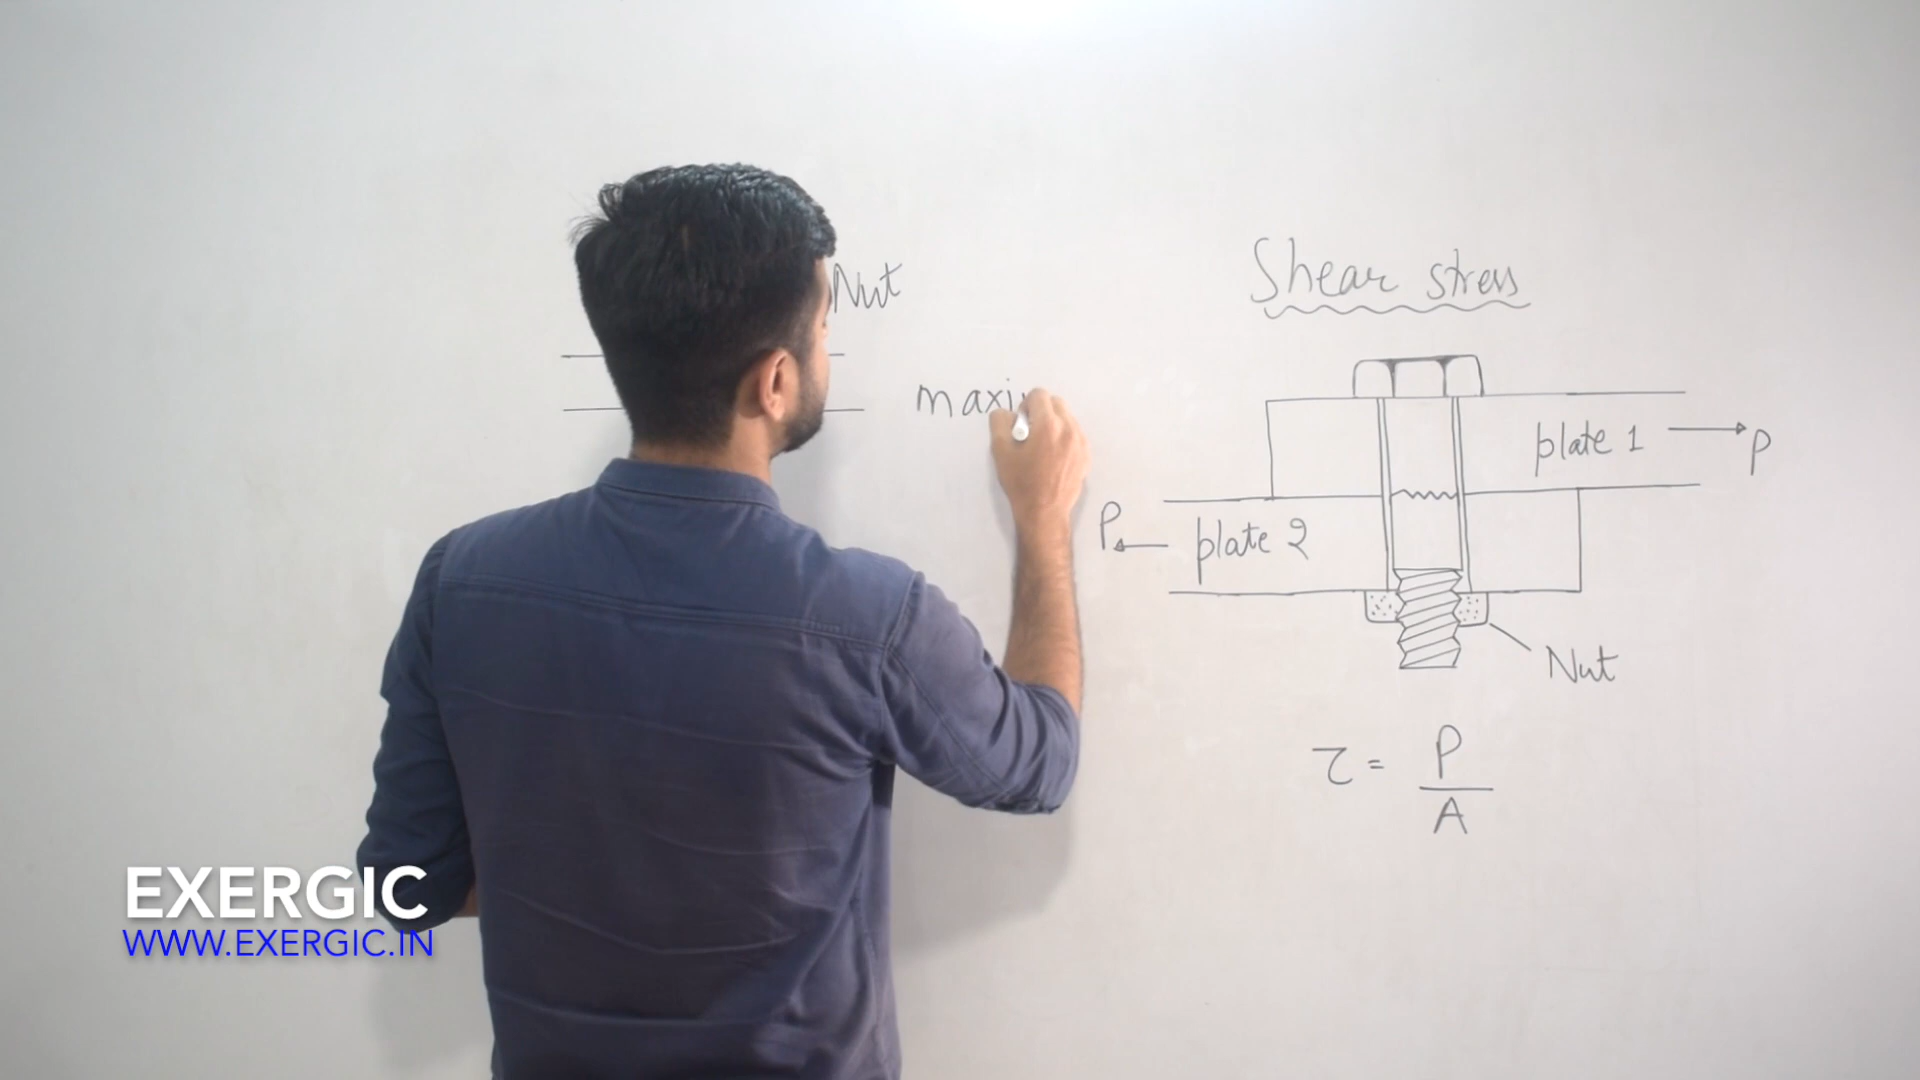 Nut
maxi
Shear stress
plate 1
P
P
plate 2
Nut
τ = P
A
EXERGIC
WWW.EXERGIC.IN